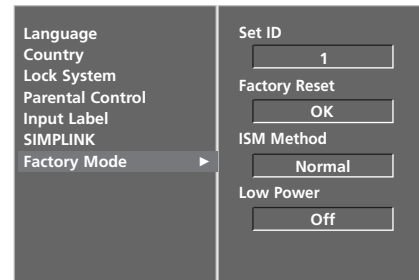 Language
Country
Lock System
Parental Control
Input Label
SIMPLINK
Factory Mode ►
Set ID
1
Factory Reset
OK
ISM Method
Normal
Low Power
Off